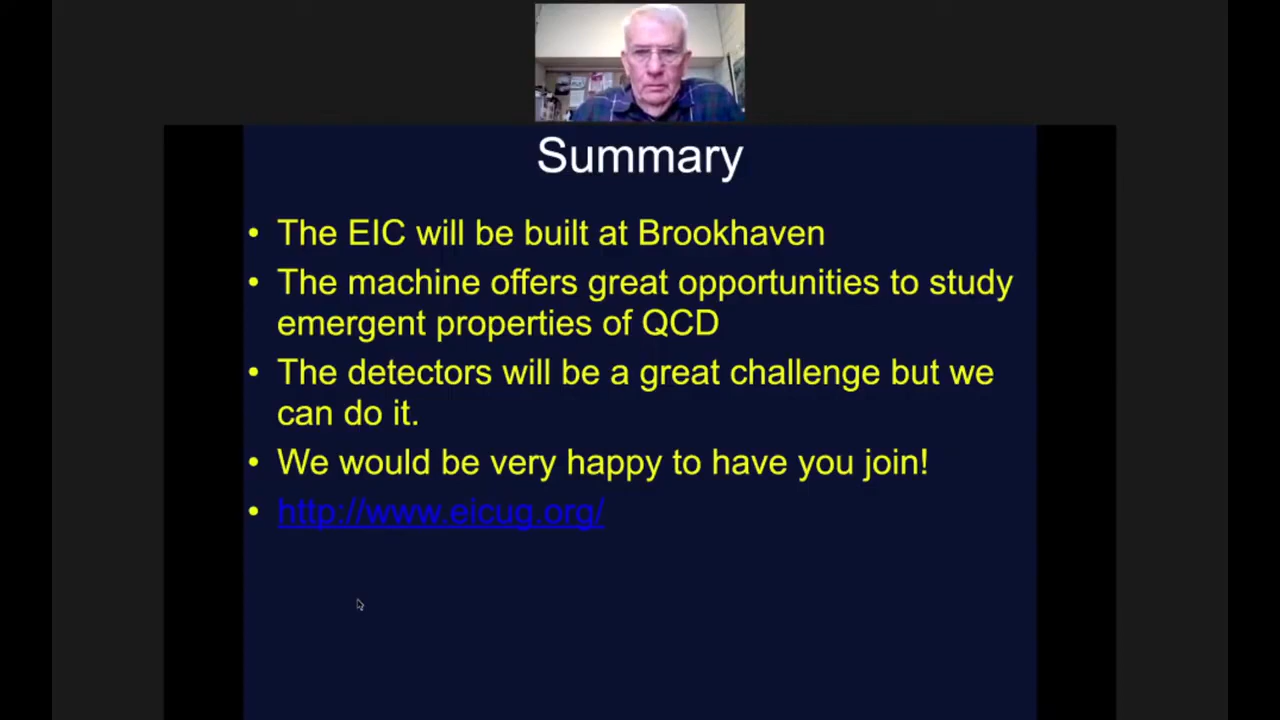 Summary
• The EIC will be built at Brookhaven
• The machine offers great opportunities to study
emergent properties of QCD
• The detectors will be a great challenge but we
can do it.
• We would be very happy to have you join!
• http://www.eicug.org/